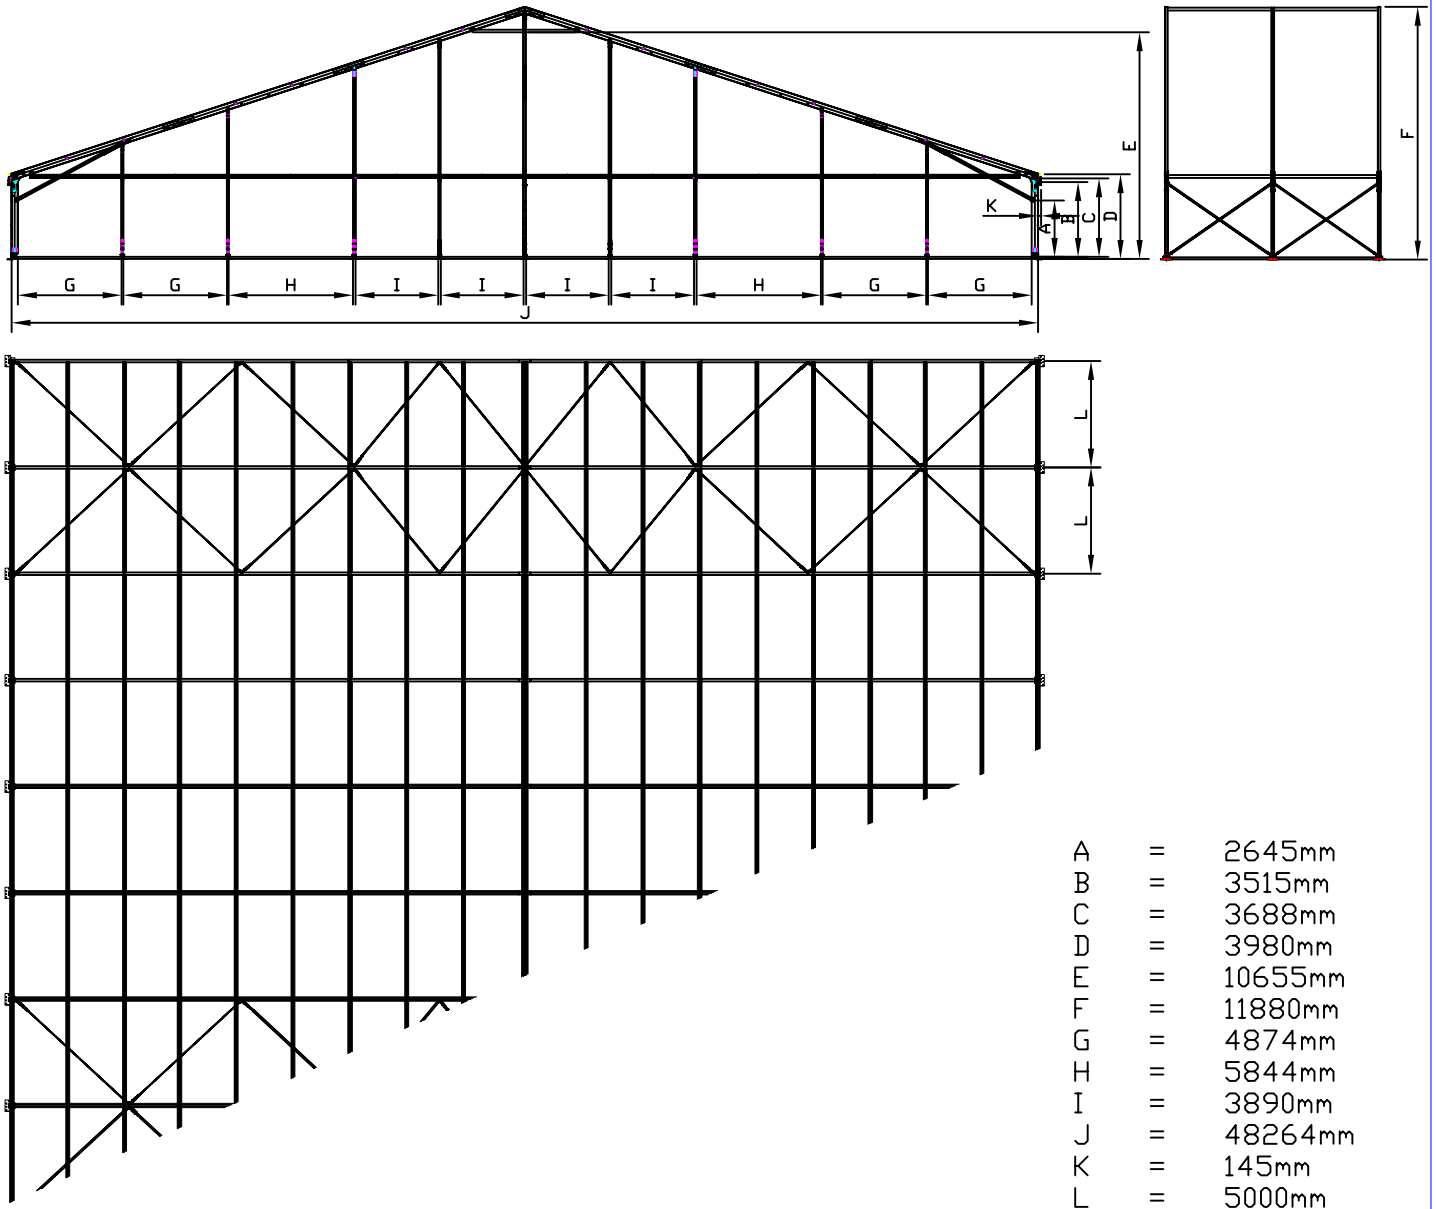 E
F
K
A
B
C
D
G
G
H
I
I
I
I
H
G
G
J
L
L
A = 2645mm
B = 3515mm
C = 3688mm
D = 3980mm
E = 10655mm
F = 11880mm
G = 4874mm
H = 5844mm
I = 3890mm
J = 48264mm
K = 145mm
L = 5000mm